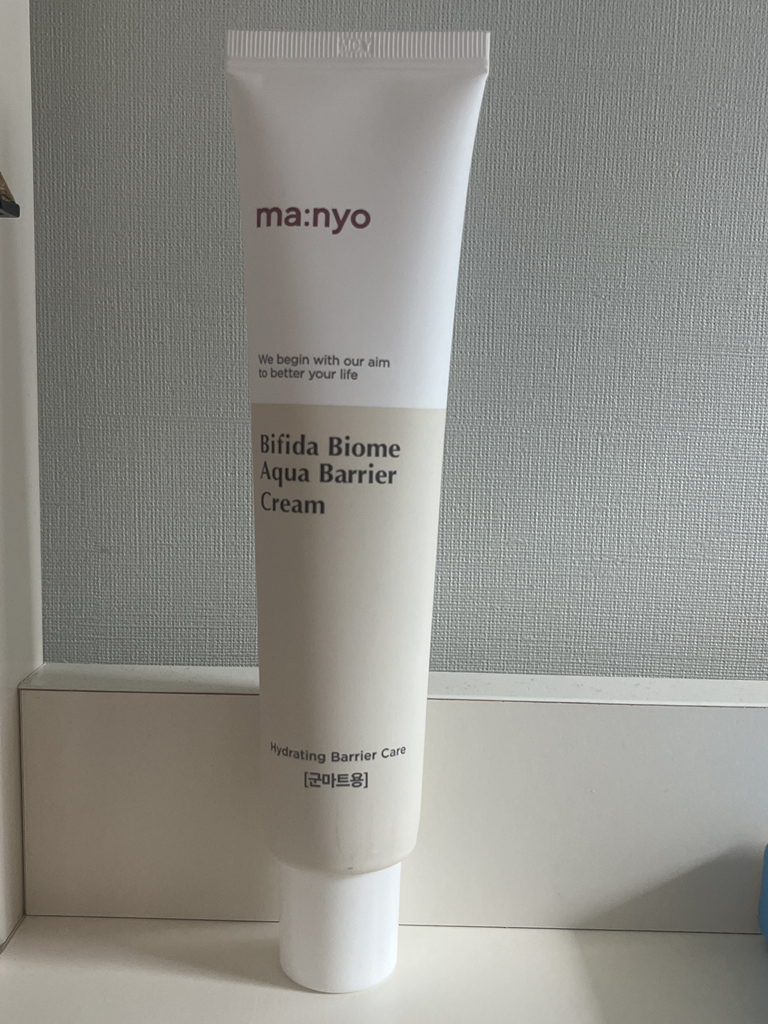 ma:nyo
We begin with our aim
to better your life
Bifida Biome
Aqua Barrier
Cream
Hydrating Barrier Care
[군마트용]